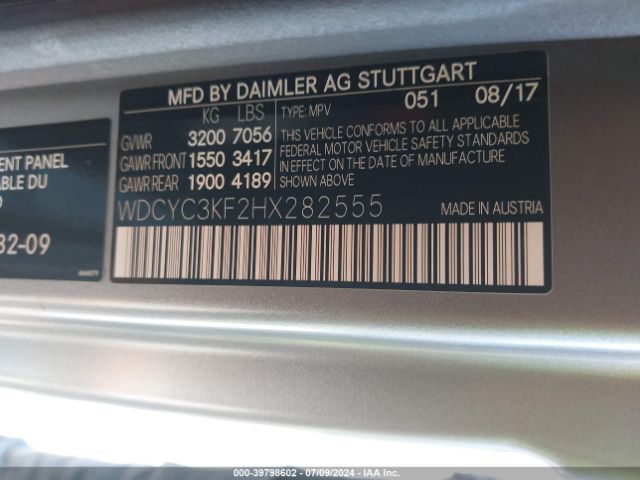 MFD BY DAIMLER AG STUTTGART
KG LBS
GVWR 3200 7056
GAWR FRONT 1550 3417
GAWR REAR 1900 4189
TYPE: MPV 051 08/17
THIS VEHICLE CONFORMS TO ALL APPLICABLE
FEDERAL MOTOR VEHICLE SAFETY STANDARDS
IN EFFECT ON THE DATE OF MANUFACTURE
SHOWN ABOVE
WDCYC3KF2HX282555
MADE IN AUSTRIA
ENT PANEL
ABLE DU
32-09
000-39798602 - 07/09/2024 - IAA Inc.